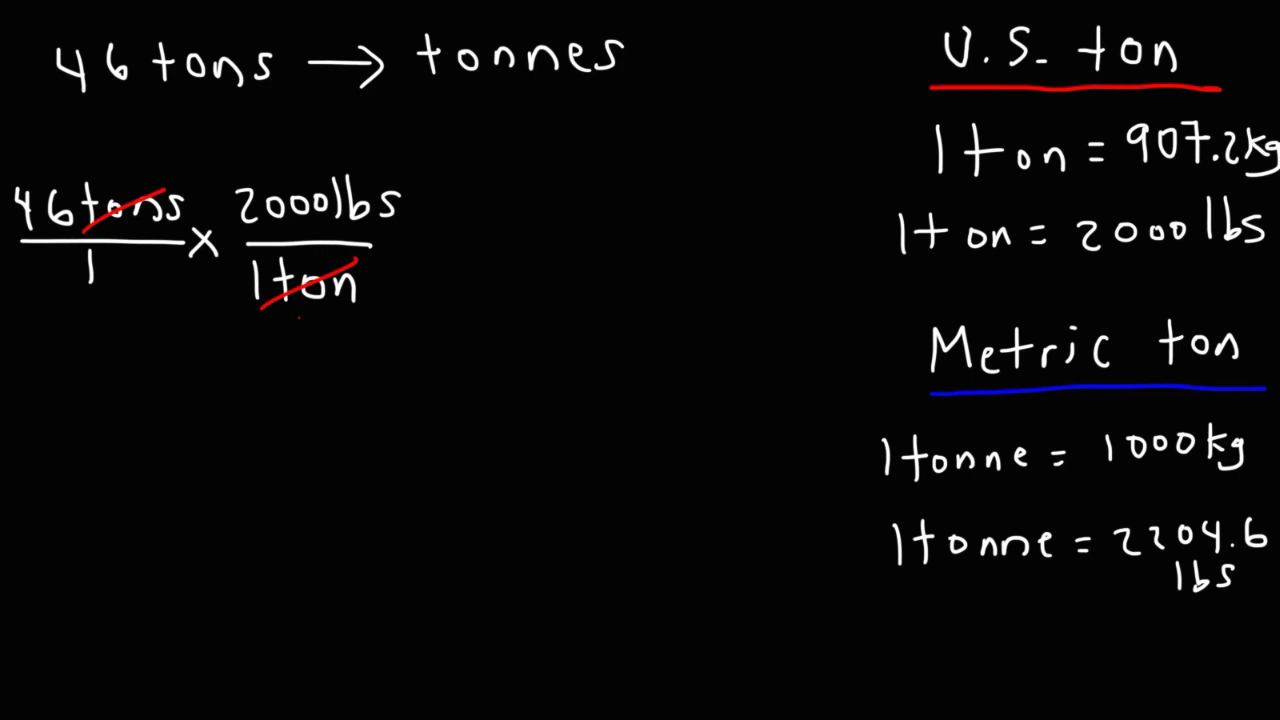 46 tons → tonnes
46 tons × 2000 lbs
1 1 ton
U.S. ton
1 ton = 907.2 kg
1 ton = 2000 lbs
Metric ton
1 tonne = 1000 kg
1 tonne = 2204.6
lbs